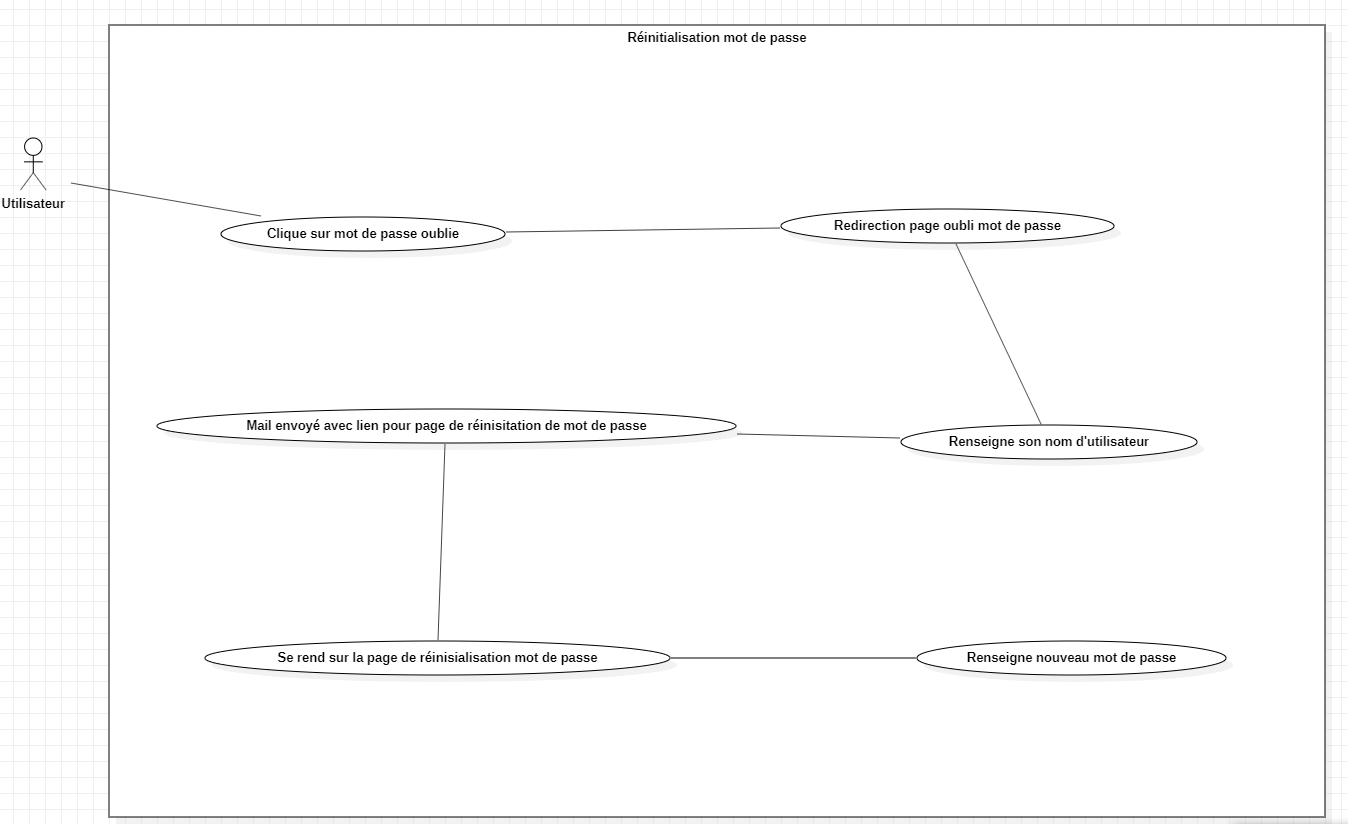 Réinitialisation mot de passe
Utilisateur
Clique sur mot de passe oublie
Redirection page oubli mot de passe
Mail envoyé avec lien pour page de réinisitation de mot de passe
Renseigne son nom d'utilisateur
Se rend sur la page de réinisialisation mot de passe
Renseigne nouveau mot de passe